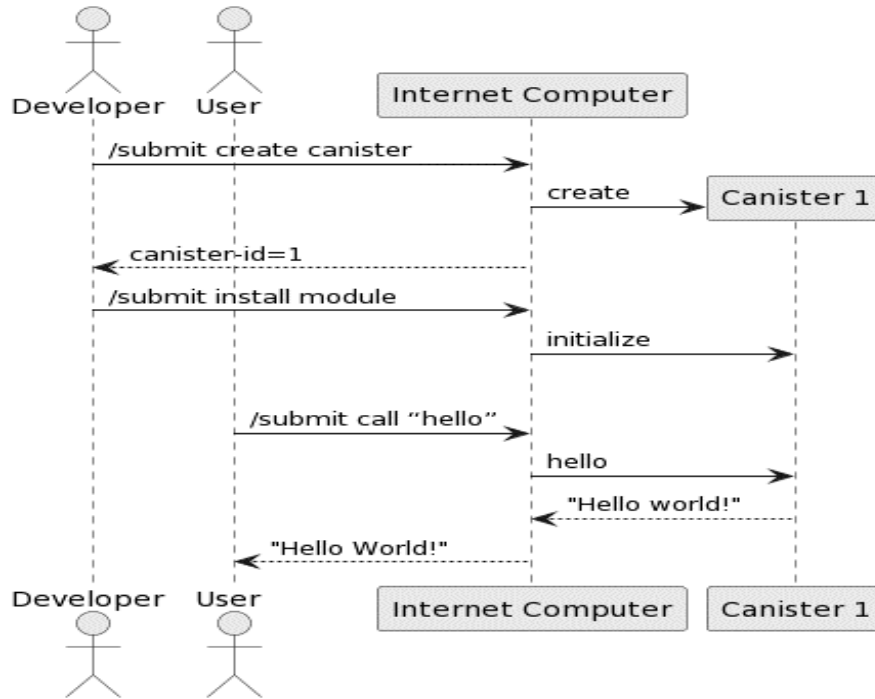 Developer
User
Internet Computer
/submit create canister
create
Canister 1
canister-id=1
/submit install module
initialize
/submit call “hello”
hello
"Hello world!"
"Hello World!"
Developer
User
Internet Computer
Canister 1